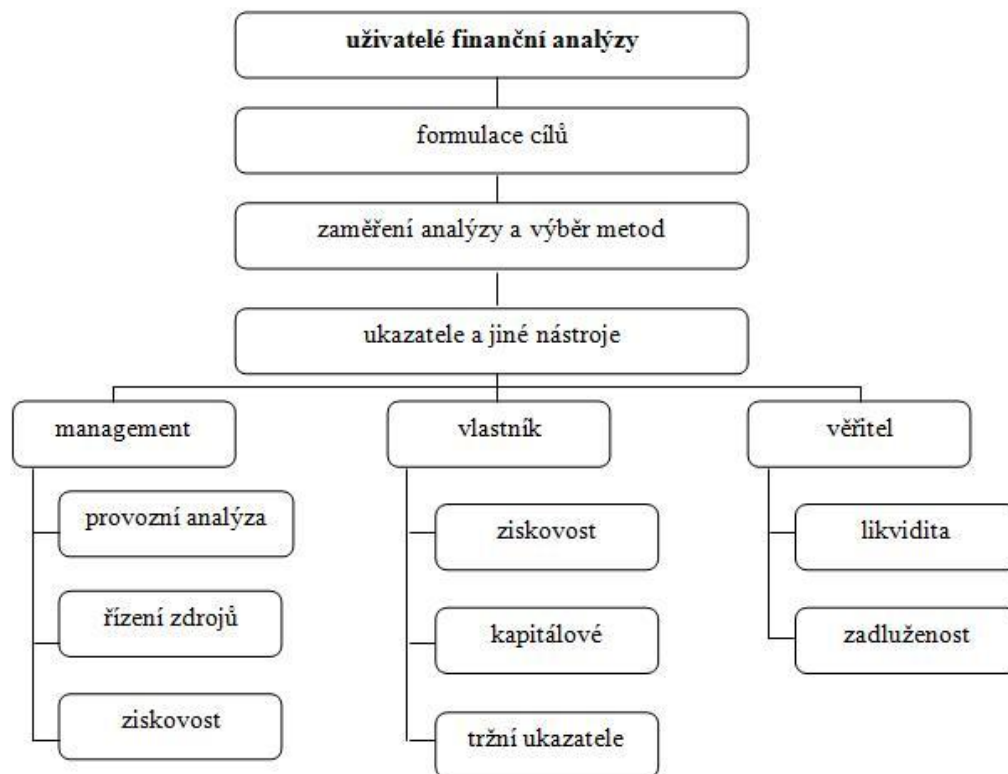 uživatelé finanční analýzy
formulace cílů
zaměření analýzy a výběr metod
ukazatele a jiné nástroje
management
provozní analýza
řízení zdrojů
ziskovost
vlastník
ziskovost
kapitálové
tržní ukazatele
věřitel
likvidita
zadluženost